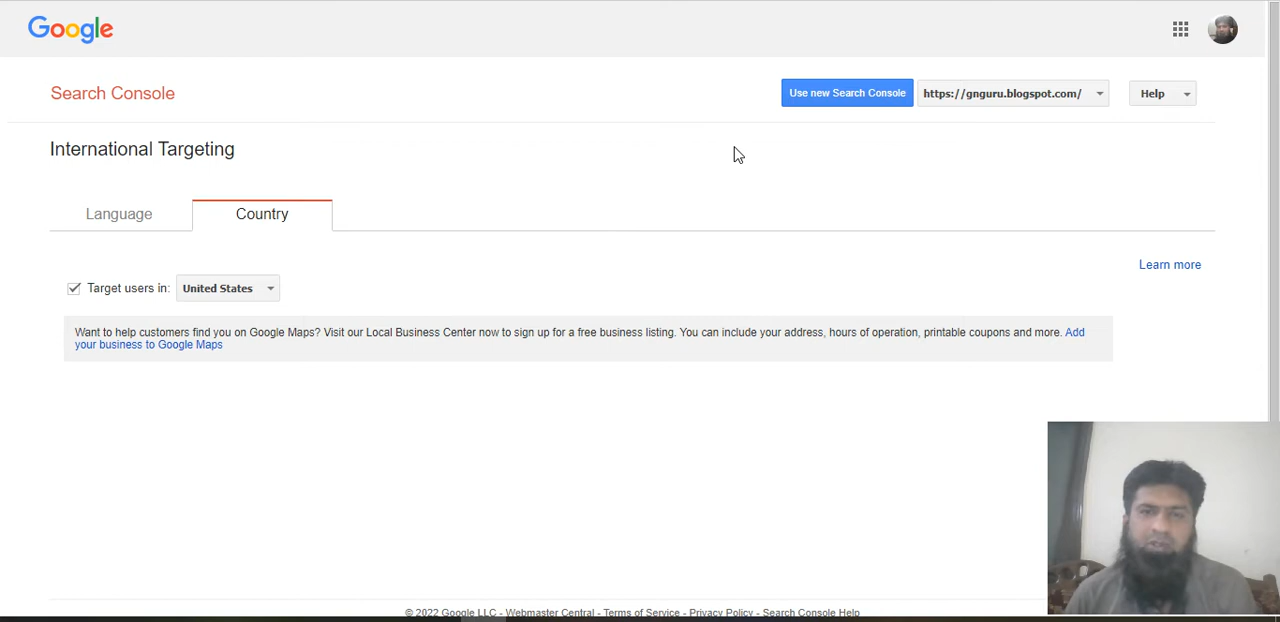 Google
Search Console
Use new Search Console
https://gnguru.blogspot.com/
Help
International Targeting
Language
Country
Learn more
Target users in:
United States
Want to help customers find you on Google Maps? Visit our Local Business Center now to sign up for a free business listing. You can include your address, hours of operation, printable coupons and more. Add
your business to Google Maps
© 2022 Google LLC - Webmaster Central - Terms of Service - Privacy Policy - Search Console Help